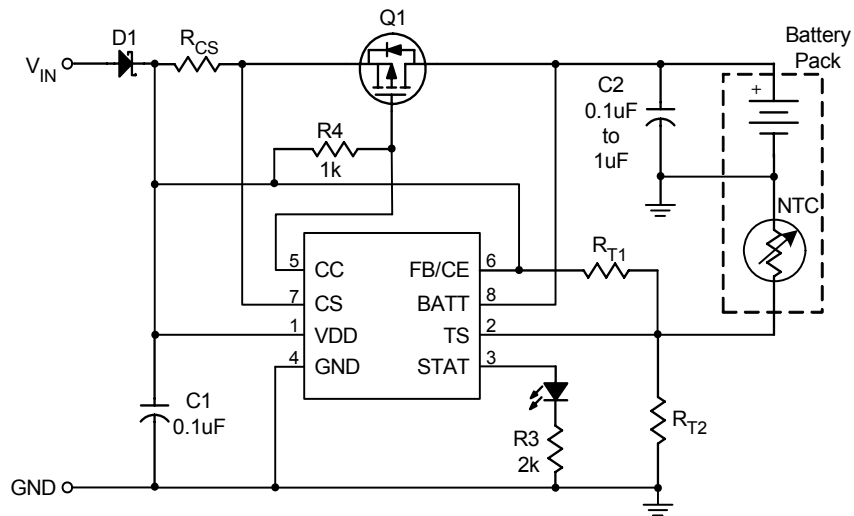 Q1
D1
R_CS
V_IN
Battery
Pack
+
C2
0.1uF
to
1uF
R4
1k
NTC
R_T1
5 CC FB/CE 6
7 CS BATT 8
1 VDD TS 2
4 GND STAT 3
C1
0.1uF
R3
2k
R_T2
GND